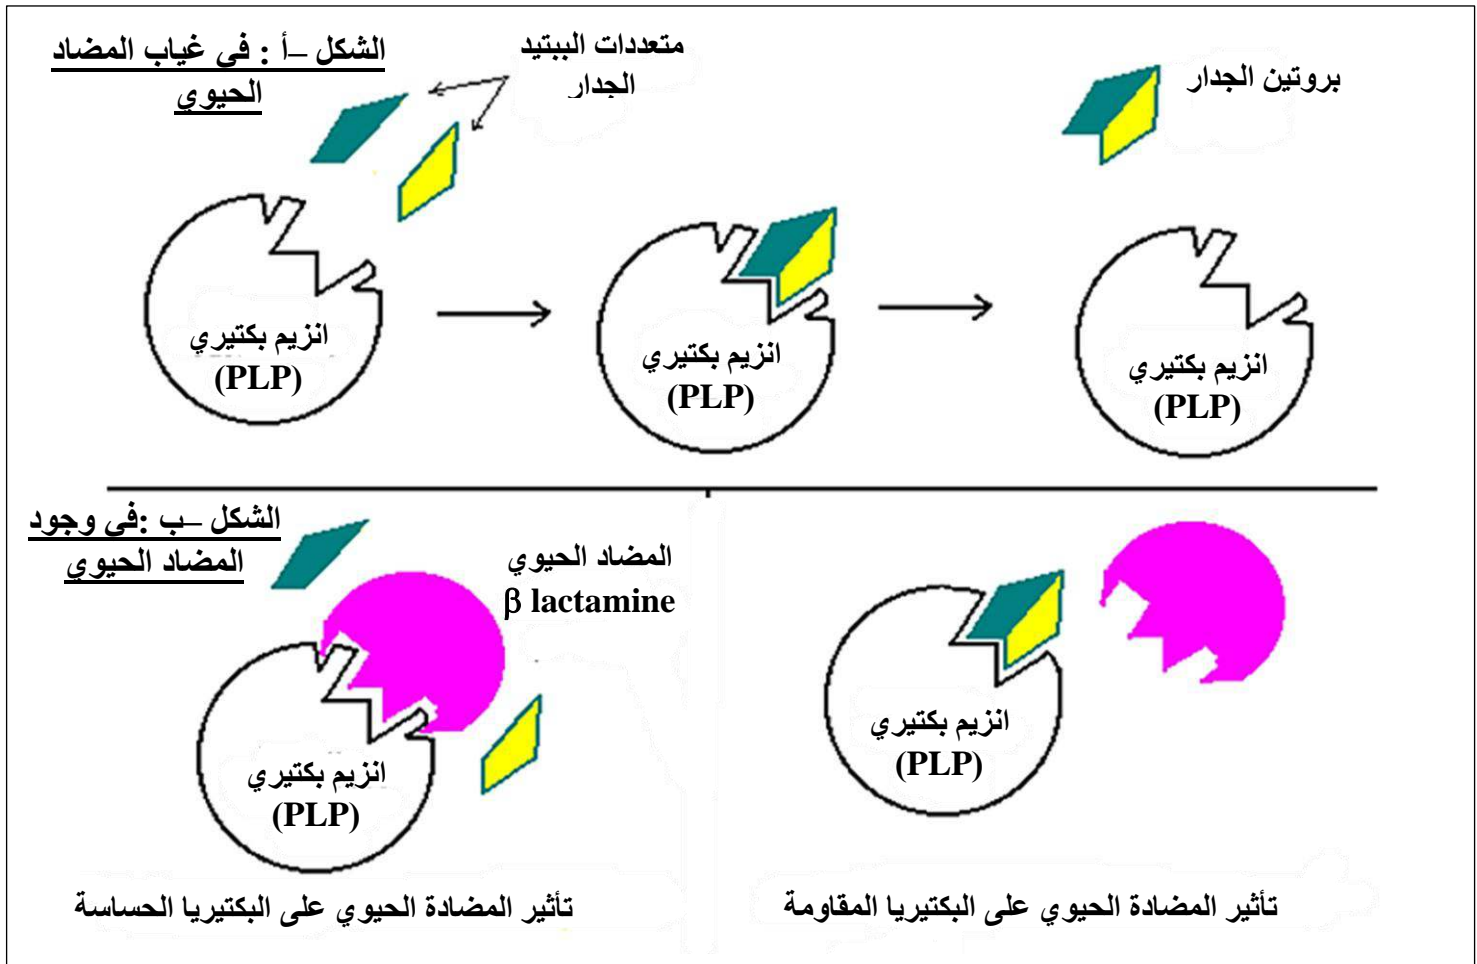 الشكل –أ : في غياب المضاد
الحيوي
متعددات الببتيد
الجدار
بروتين الجدار
انزيم بكتيري
(PLP)
انزيم بكتيري
(PLP)
انزيم بكتيري
(PLP)
الشكل –ب :في وجود
المضاد الحيوي
المضاد الحيوي
β lactamine
انزيم بكتيري
(PLP)
انزيم بكتيري
(PLP)
تأثير المضادة الحيوي على البكتيريا الحساسة
تأثير المضادة الحيوي على البكتيريا المقاومة